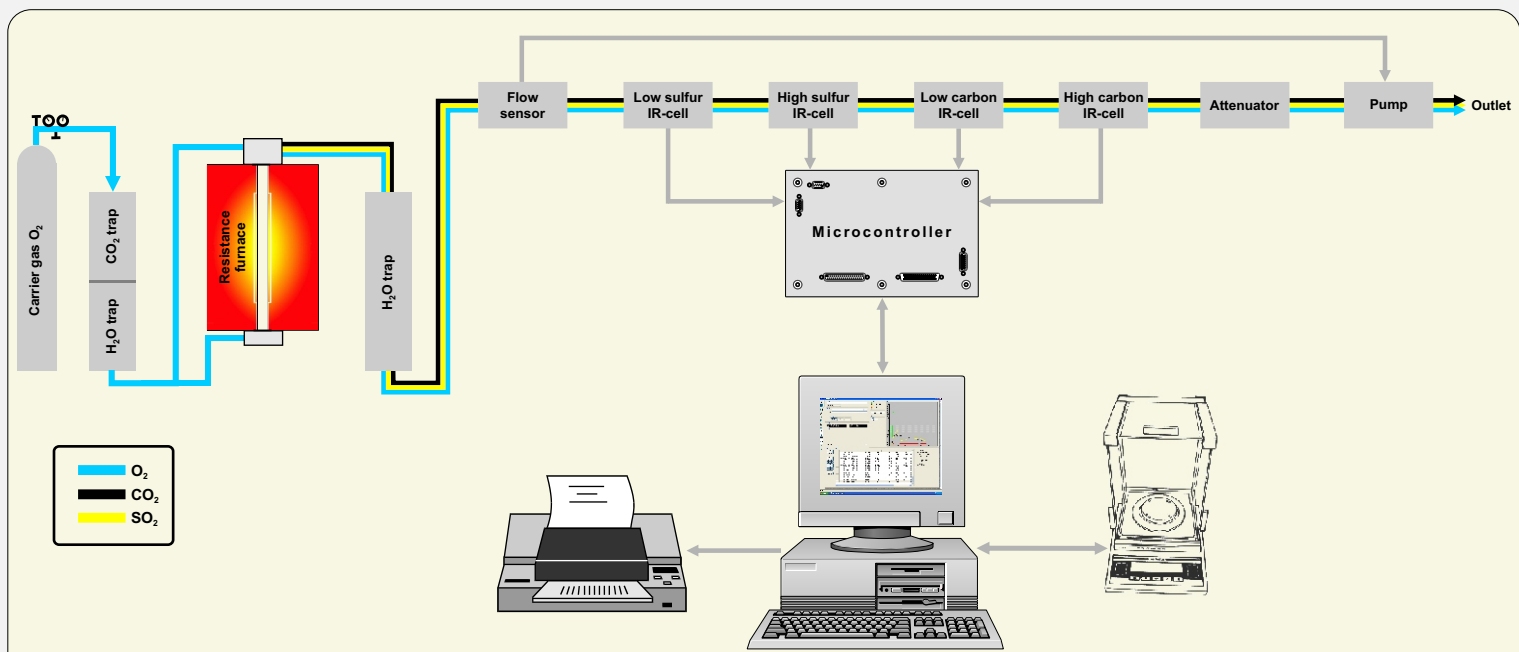 Flow
sensor
Low sulfur
IR-cell
High sulfur
IR-cell
Low carbon
IR-cell
High carbon
IR-cell
Attenuator
Pump
Outlet
Carrier gas O₂
CO₂ trap
H₂O trap
Resistance
furnace
H₂O trap
Microcontroller
O₂
CO₂
SO₂